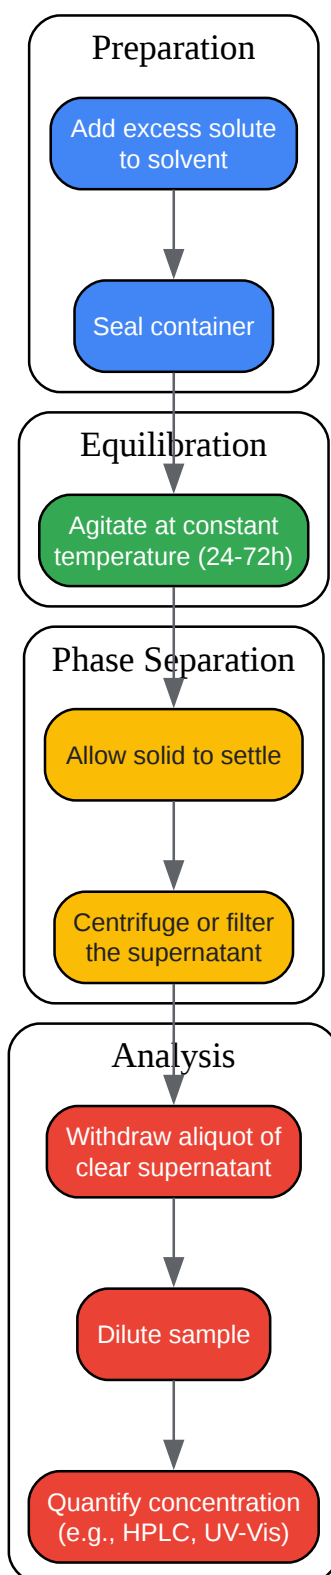 Preparation
Add excess solute
to solvent
Seal container
Equilibration
Agitate at constant
temperature (24-72h)
Phase Separation
Allow solid to settle
Centrifuge or filter
the supernatant
Analysis
Withdraw aliquot of
clear supernatant
Dilute sample
Quantify concentration
(e.g., HPLC, UV-Vis)